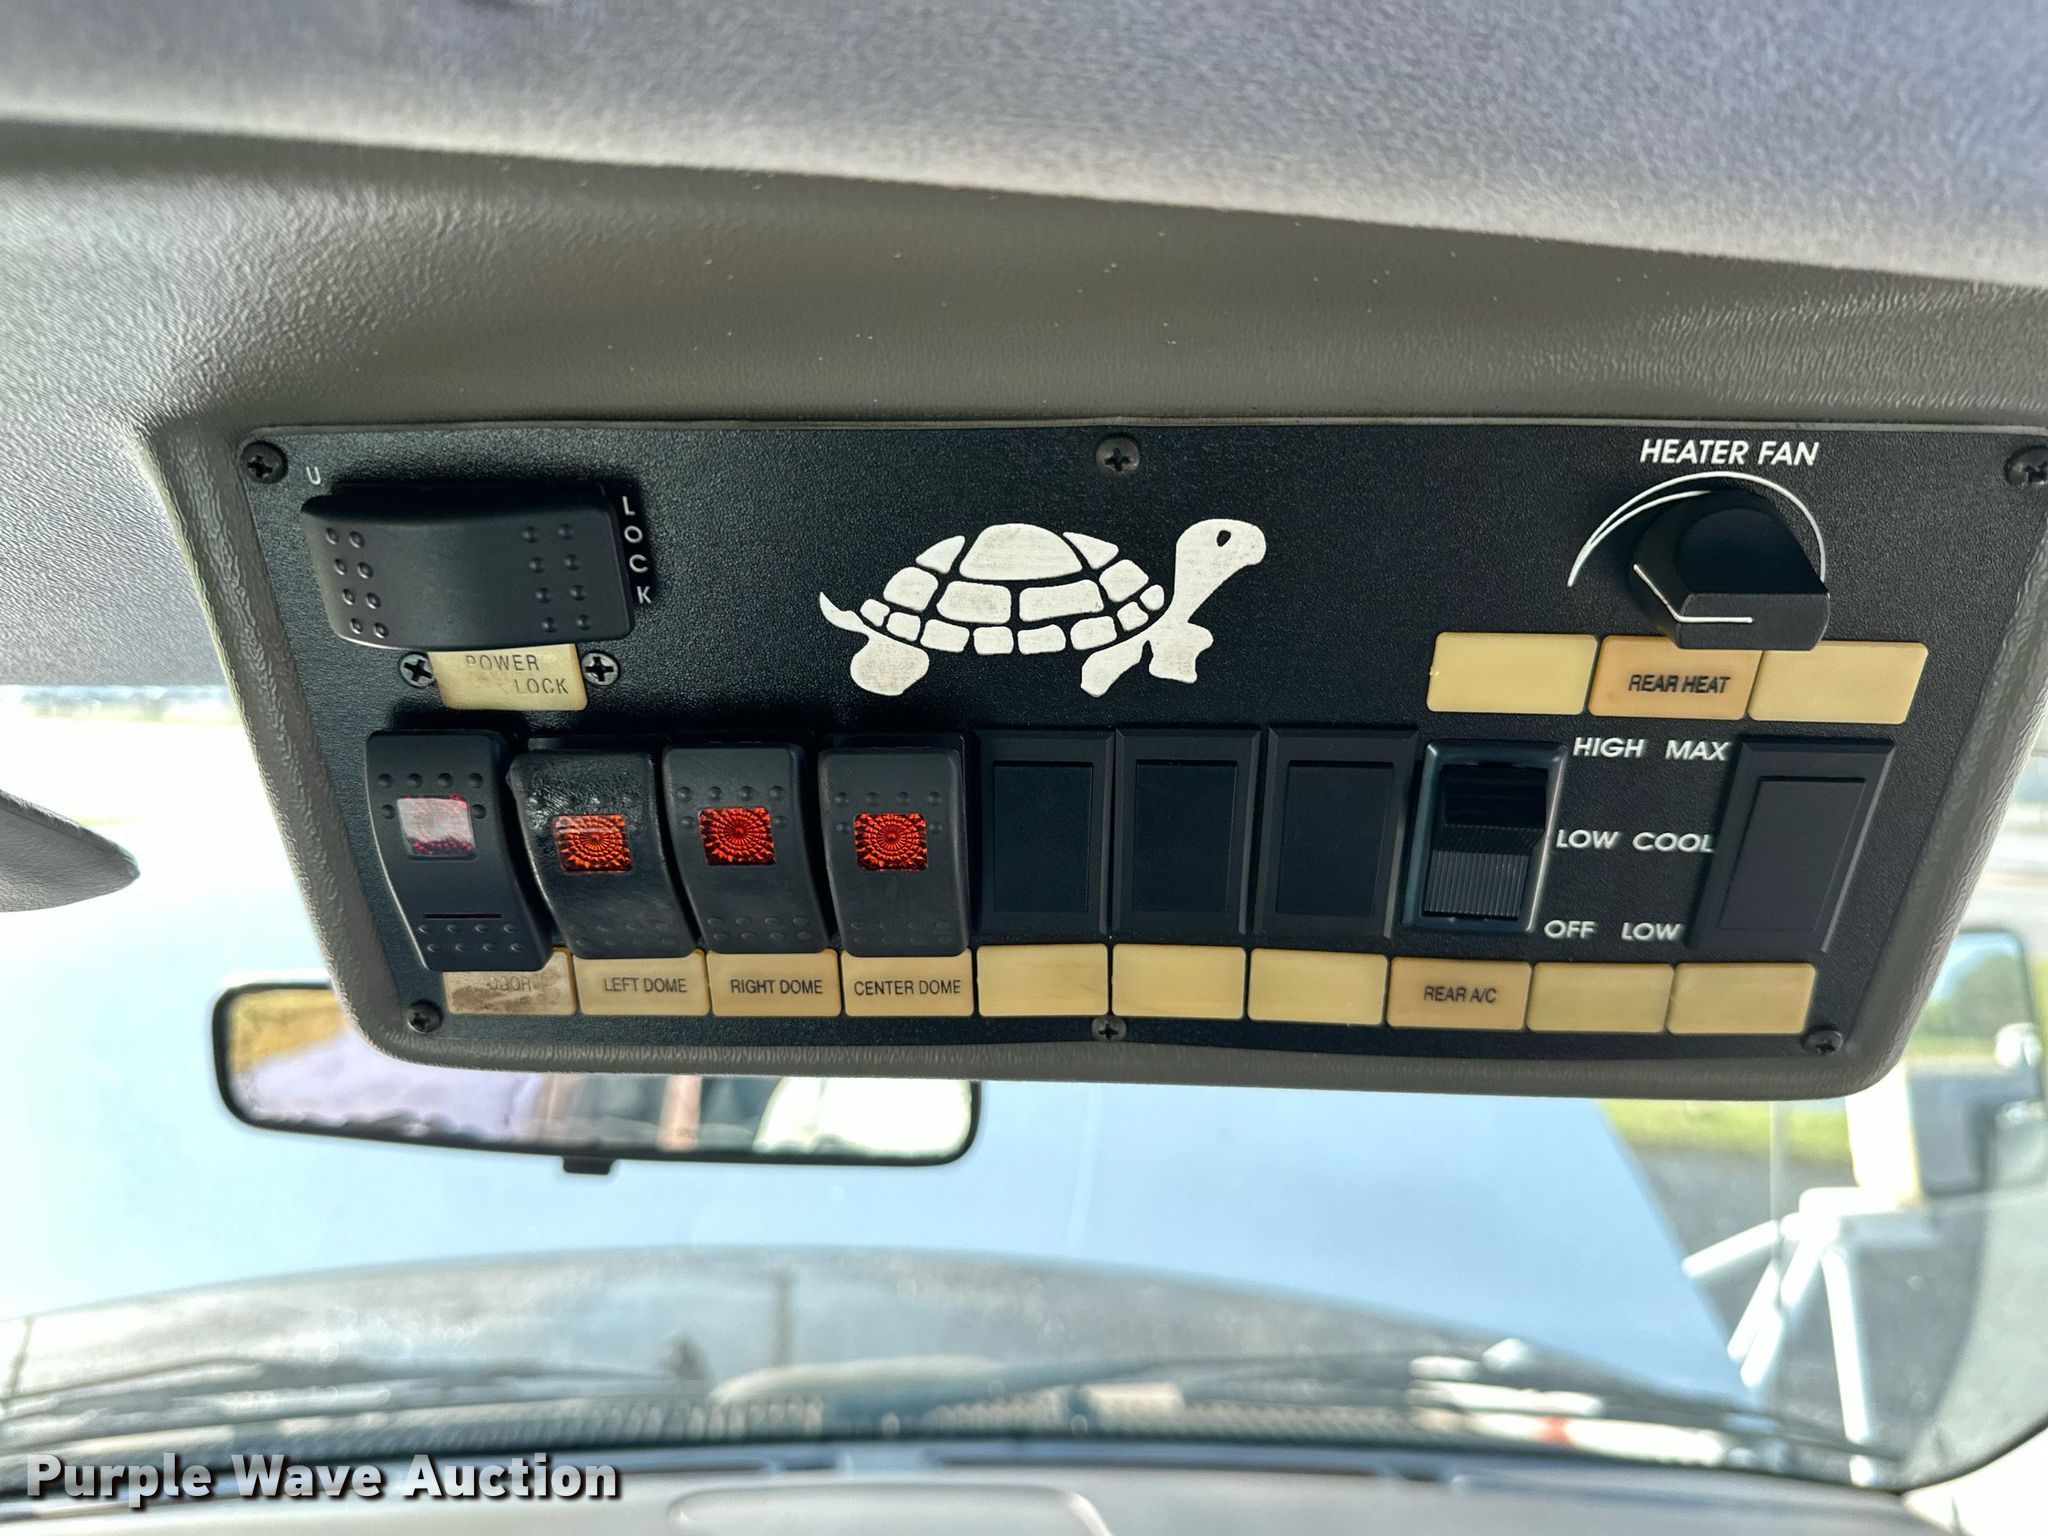 HEATER FAN
U
LOCK
POWER
LOCK
REAR HEAT
HIGH MAX
LOW COOL
OFF LOW
DOOR
LEFT DOME
RIGHT DOME
CENTER DOME
REAR A/C
Purple Wave Auction